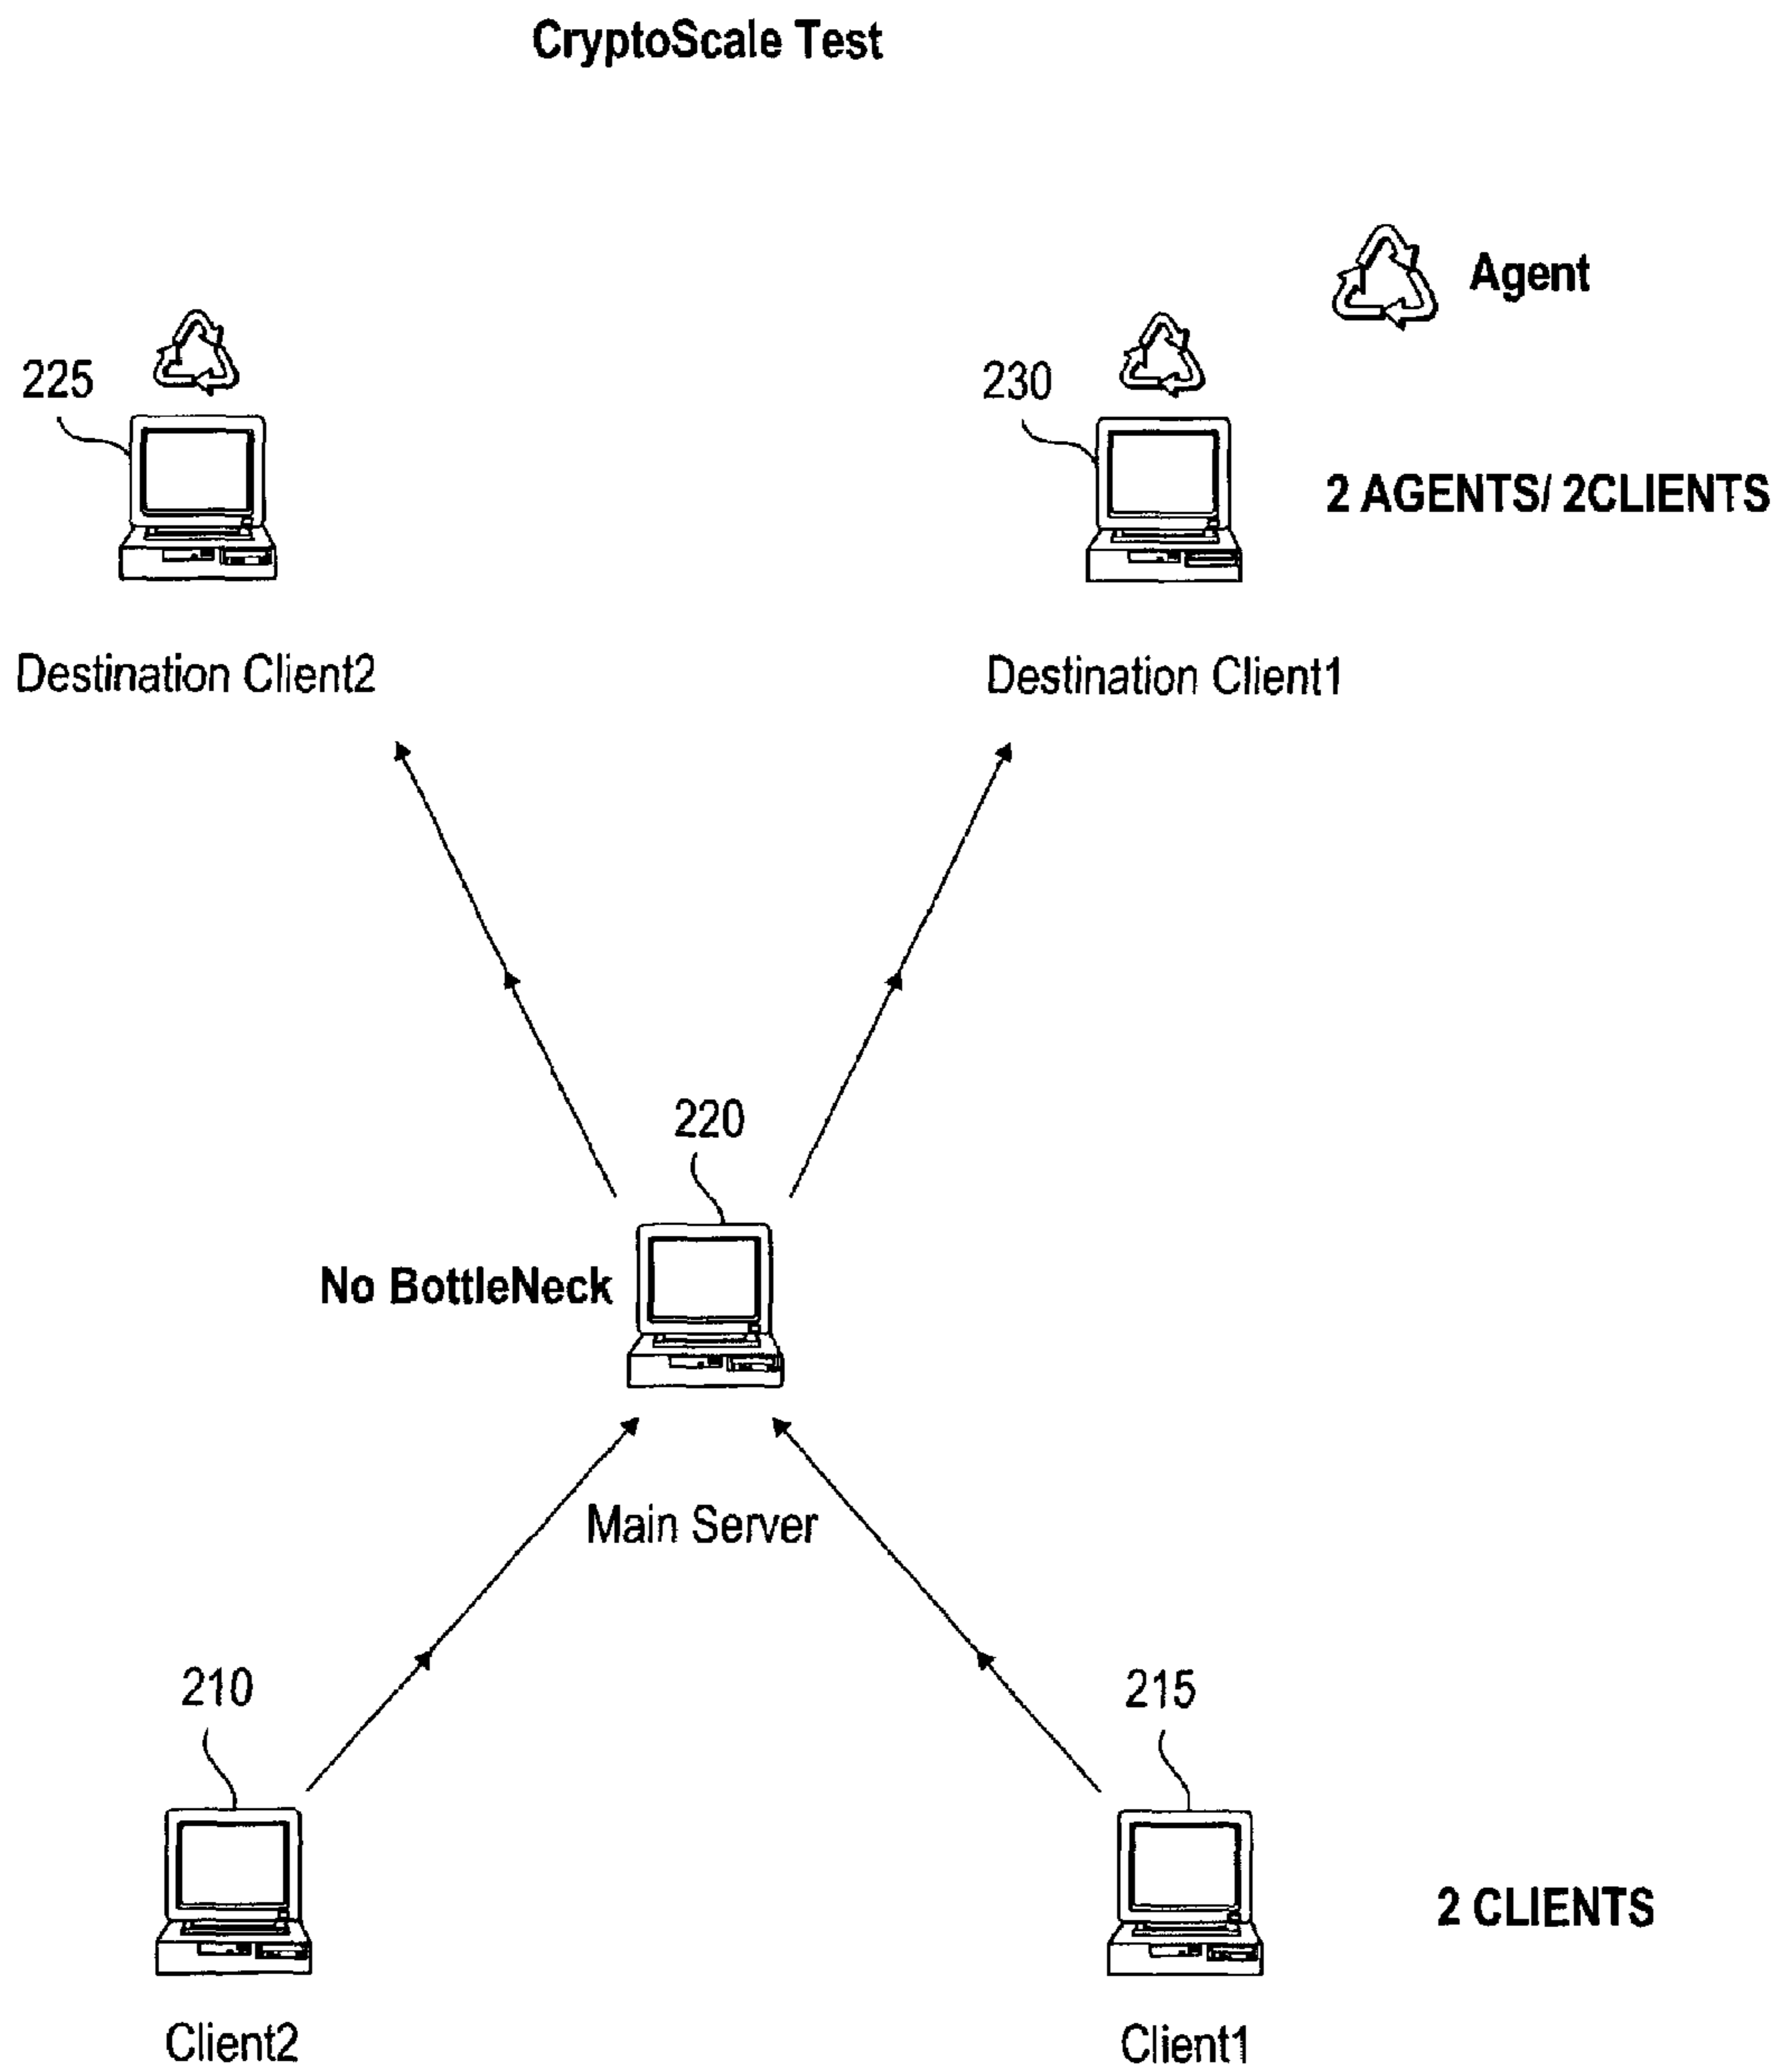 CryptoScale Test
Agent
225
230
2 AGENTS/ 2CLIENTS
Destination Client2
Destination Client1
220
No BottleNeck
Main Server
210
215
2 CLIENTS
Client2
Client1